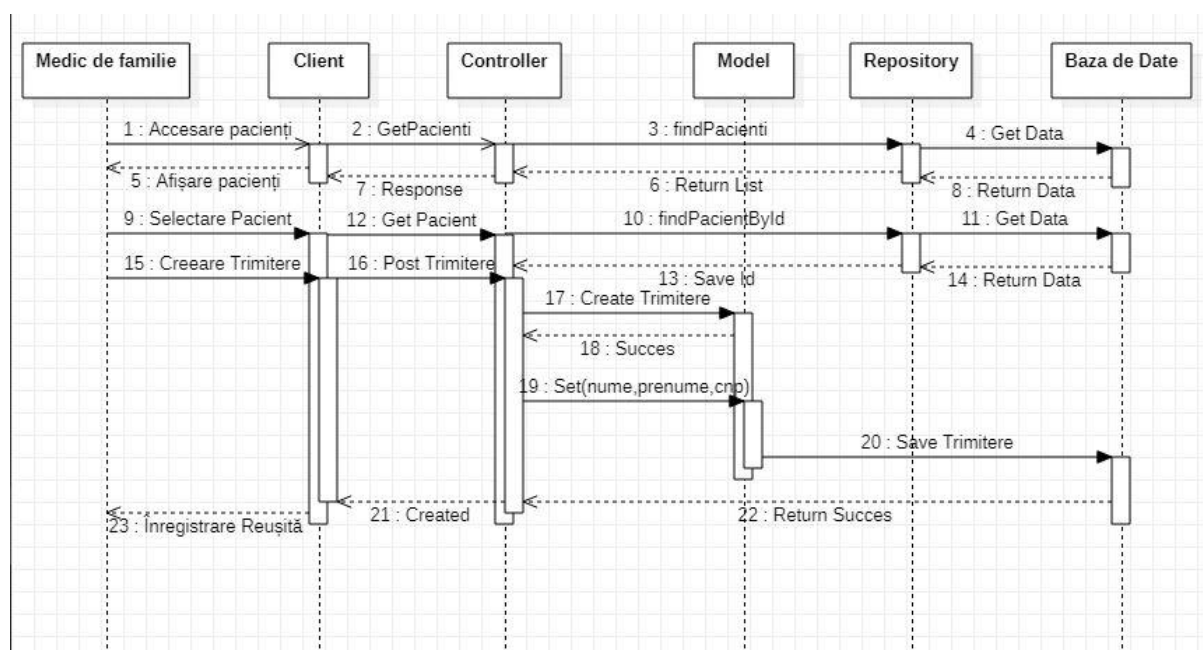 Medic de familie
Client
Controller
Model
Repository
Baza de Date
1 : Accesare pacienți
2 : GetPacienti
3 : findPacienti
4 : Get Data
5 : Afișare pacienți
7 : Response
6 : Return List
8 : Return Data
9 : Selectare Pacient
12 : Get Pacient
10 : findPacientById
11 : Get Data
15 : Creeare Trimitere
16 : Post Trimitere
13 : Save Id
14 : Return Data
17 : Create Trimitere
18 : Succes
19 : Set(nume,prenume,cnp)
20 : Save Trimitere
21 : Created
22 : Return Succes
23 : Înregistrare Reușită